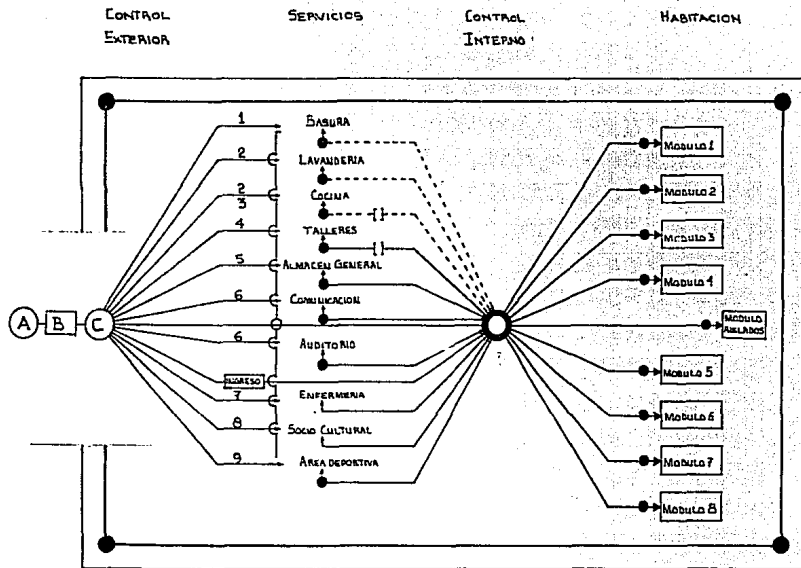 CONTROL EXTERIOR
SERVICIOS
CONTROL INTERNO
HABITACION
1
2
2
3
4
5
6
6
INGRESO
7
8
9
A
B
C
BASURA
LAVANDERIA
COCINA
TALLERES
ALMACEN GENERAL
COMUNICACION
AUDITORIO
ENFERMERIA
SOCIO CULTURAL
AREA DEPORTIVA
MODULO 1
MODULO 2
MODULO 3
MODULO 4
MODULO
AISLADOS
MODULO 5
MODULO 6
MODULO 7
MODULO 8